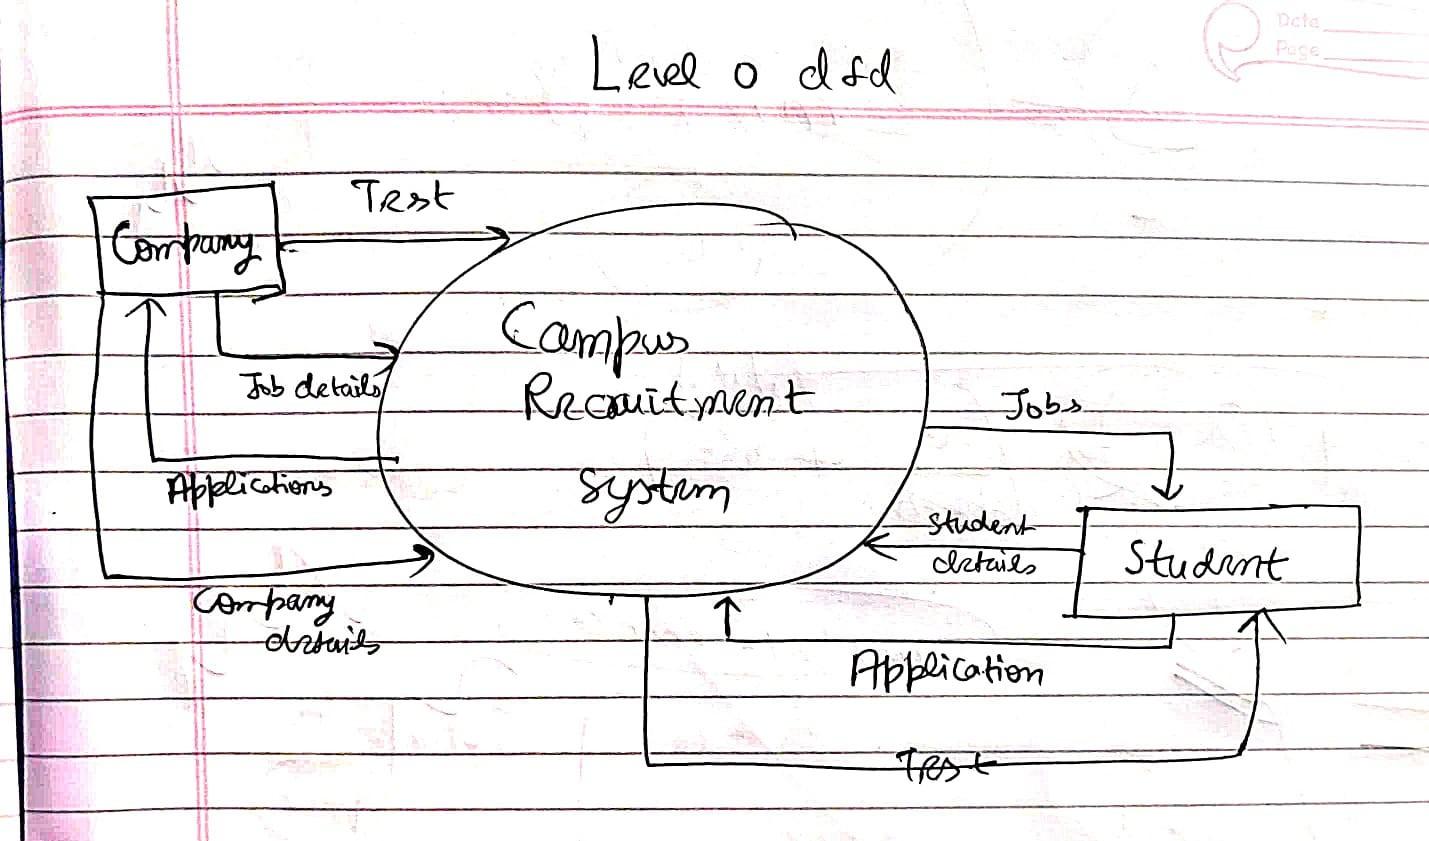 Date
Page
Level 0 dfd
Test
Company
Campus
Job details
Recruitment
Jobs
Applications
System
Student
details
Student
Company
details
Application
Test